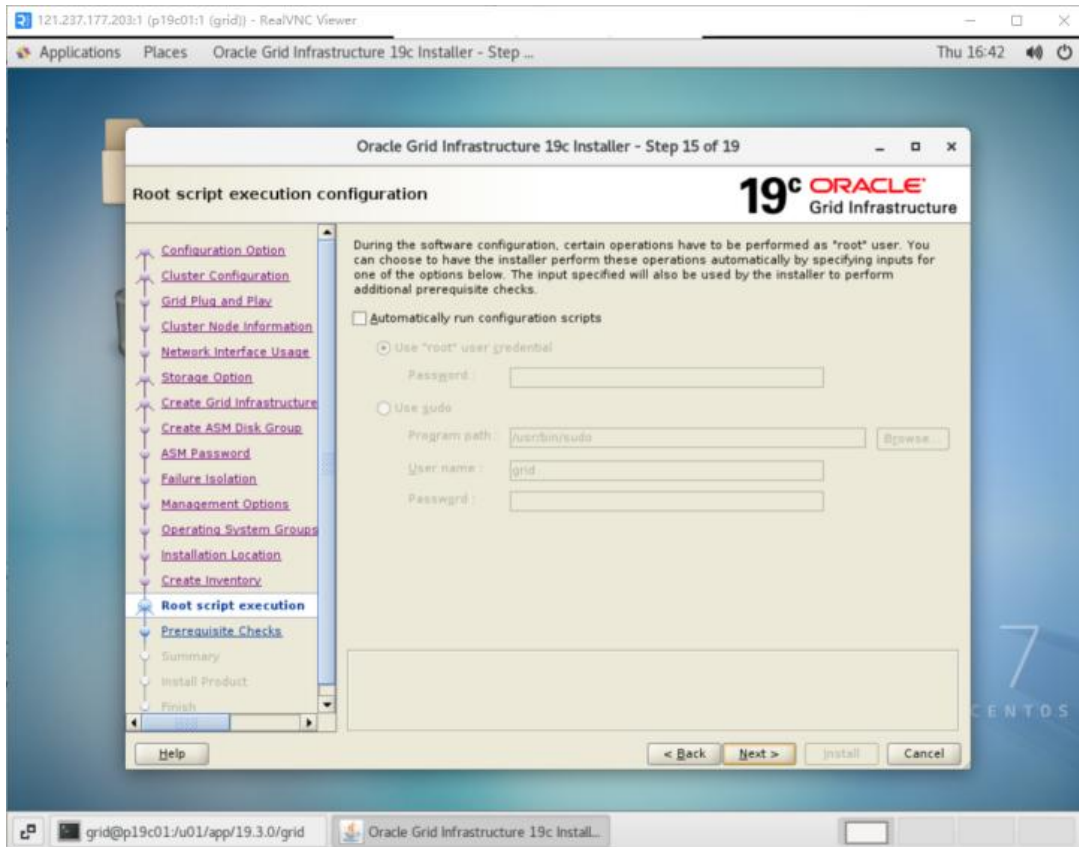 121.237.177.203:1 (p19c01:1 (grid)) - RealVNC Viewer
Applications Places Oracle Grid Infrastructure 19c Installer - Step ... Thu 16:42
Oracle Grid Infrastructure 19c Installer - Step 15 of 19
Root script execution configuration
19c ORACLE
Grid Infrastructure
Configuration Option
Cluster Configuration
Grid Plug and Play
Cluster Node Information
Network Interface Usage
Storage Option
Create Grid Infrastructure
Create ASM Disk Group
ASM Password
Failure Isolation
Management Options
Operating System Groups
Installation Location
Create Inventory
Root script execution
Prerequisite Checks
Summary
Install Product
Finish
During the software configuration, certain operations have to be performed as "root" user. You
can choose to have the installer perform these operations automatically by specifying inputs for
one of the options below. The input specified will also be used by the installer to perform
additional prerequisite checks.
Automatically run configuration scripts
Use "root" user credential
Password :
Use sudo
Program path : /usr/bin/sudo Browse...
User name : grid
Password :
Help < Back Next > Install Cancel
7
CENTOS
grid@p19c01:/u01/app/19.3.0/grid Oracle Grid Infrastructure 19c Install...